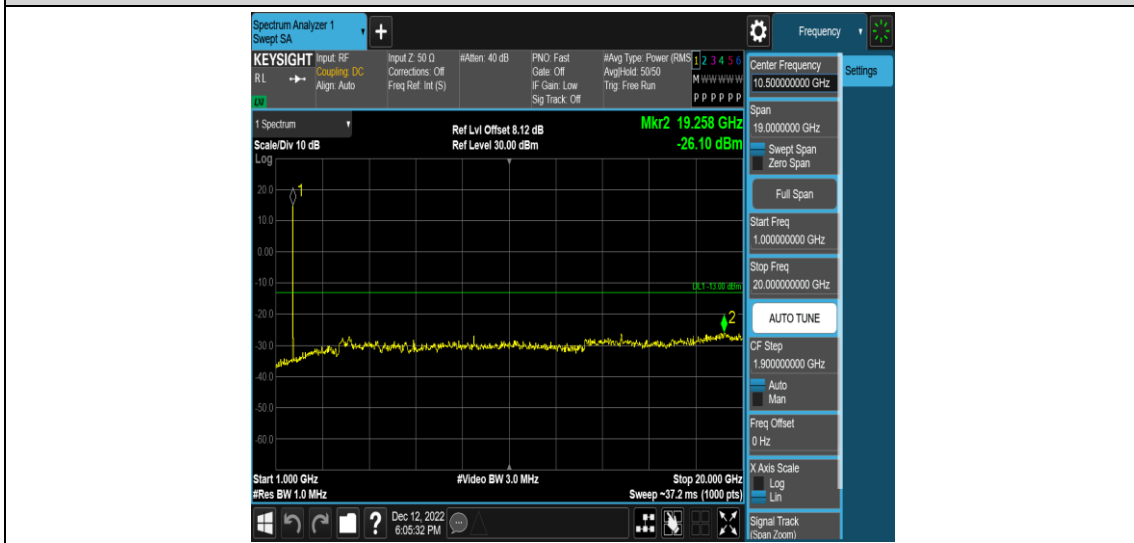 Spectrum Analyzer 1
Swept SA
+
Frequency
KEYSIGHT
Input: RF
Coupling: DC
Align: Auto
RL
LXI
Input Z: 50 Ω
Corrections: Off
Freq Ref: Int (S)
#Atten: 40 dB
PNO: Fast
Gate: Off
IF Gain: Low
Sig Track: Off
#Avg Type: Power (RMS
Avg|Hold: 50/50
Trig: Free Run
1 2 3 4 5 6
M W W W W W
P P P P P P
Center Frequency
10.500000000 GHz
Settings
Span
19.0000000 GHz
Swept Span
Zero Span
Full Span
Start Freq
1.000000000 GHz
Stop Freq
20.000000000 GHz
AUTO TUNE
CF Step
1.900000000 GHz
Auto
Man
Freq Offset
0 Hz
X Axis Scale
Log
Lin
Signal Track
(Span Zoom)
1 Spectrum
Scale/Div 10 dB
Log
Ref Lvl Offset 8.12 dB
Ref Level 30.00 dBm
Mkr2 19.258 GHz
-26.10 dBm
20.0
1
10.0
0.00
-10.0
DL1 -13.00 dBm
-20.0
2
-30.0
-40.0
-50.0
-60.0
Start 1.000 GHz
#Res BW 1.0 MHz
#Video BW 3.0 MHz
Stop 20.000 GHz
Sweep ~37.2 ms (1000 pts)
?
Dec 12, 2022
6:05:32 PM